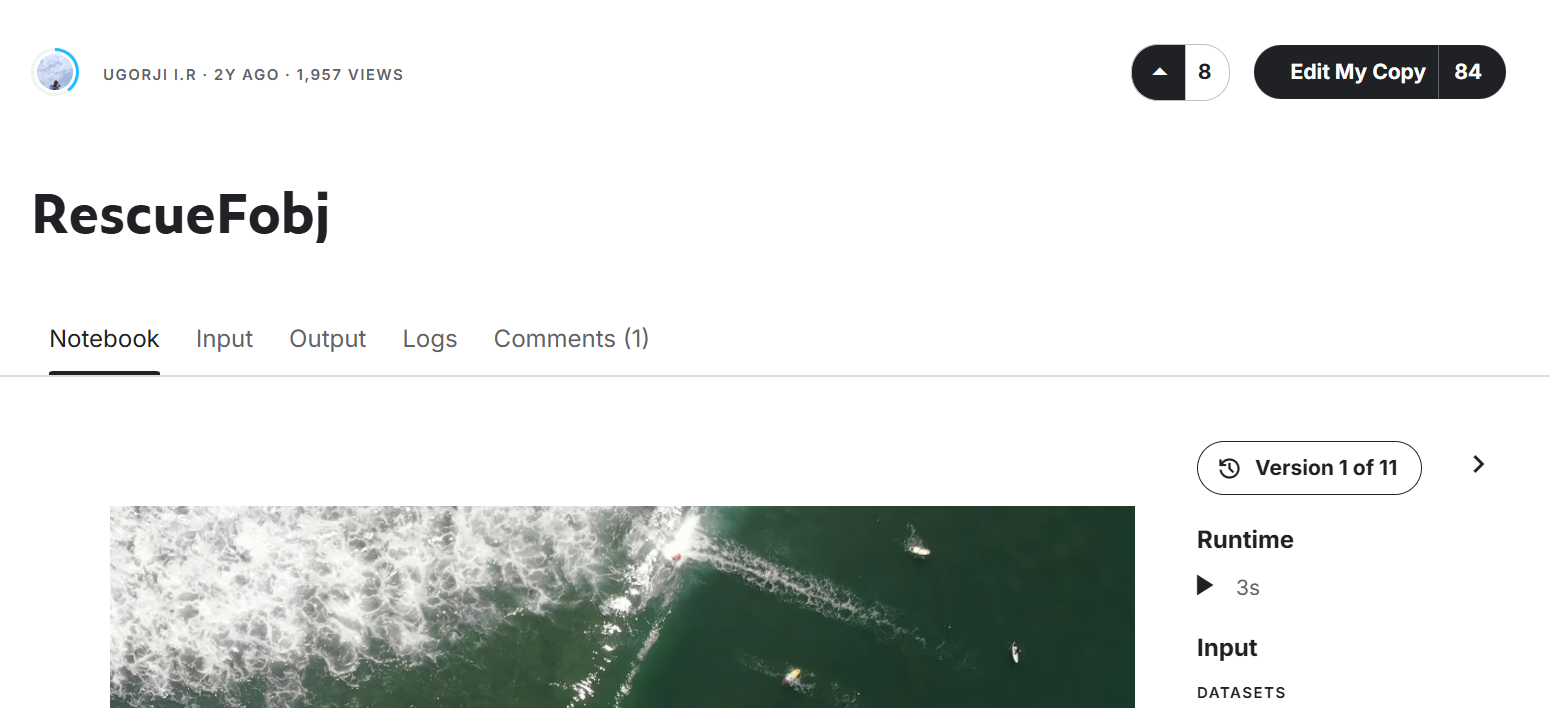 UGORJI I.R · 2Y AGO · 1,957 VIEWS
8
Edit My Copy 84
RescueFobj
Notebook Input Output Logs Comments (1)
Version 1 of 11
Runtime
3s
Input
DATASETS